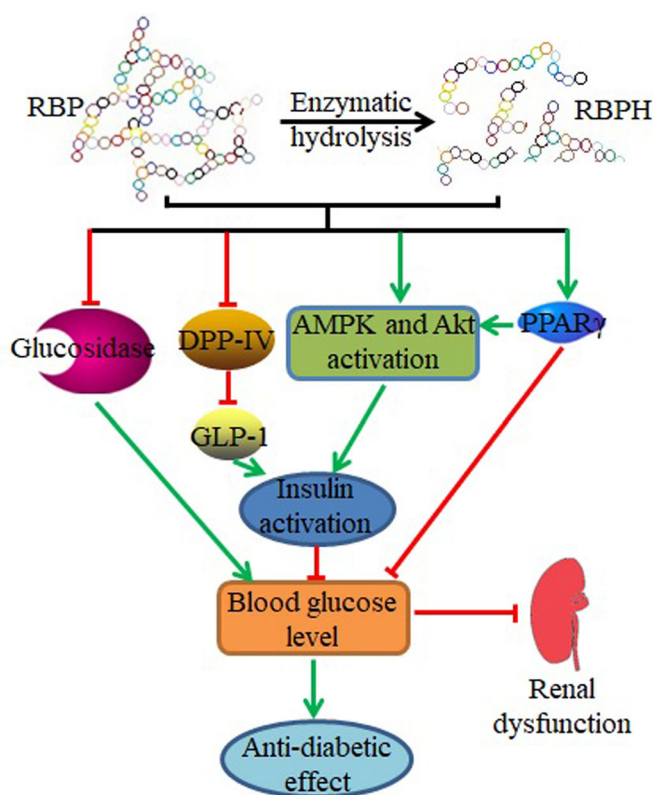 RBP
Enzymatic
hydrolysis
RBPH
Glucosidase
DPP-IV
AMPK and Akt
activation
PPARγ
GLP-1
Insulin
activation
Blood glucose
level
Renal
dysfunction
Anti-diabetic
effect